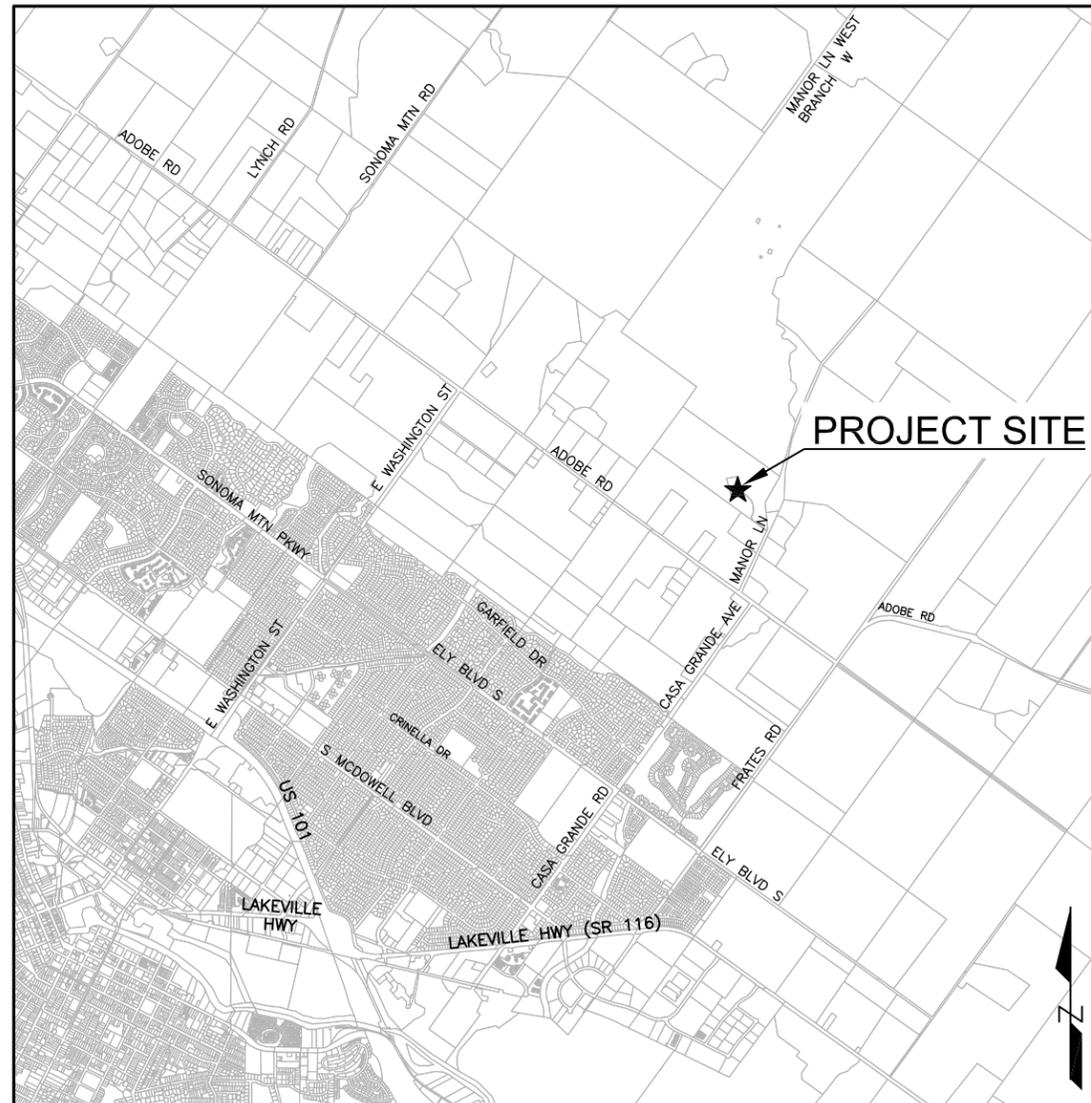 MANOR LN WEST
BRANCH W
SONOMA MTN RD
LYNCH RD
ADOBE RD
PROJECT SITE
E WASHINGTON ST
ADOBE RD
SONOMA MTN PKWY
MANOR LN
GARFIELD DR
CASA GRANDE AVE
ADOBE RD
E WASHINGTON ST
ELY BLVD S
CRINELLA DR
S MCDOWELL BLVD
US 101
FRATES RD
CASA GRANDE RD
ELY BLVD S
LAKEVILLE
HWY
LAKEVILLE HWY (SR 116)
N